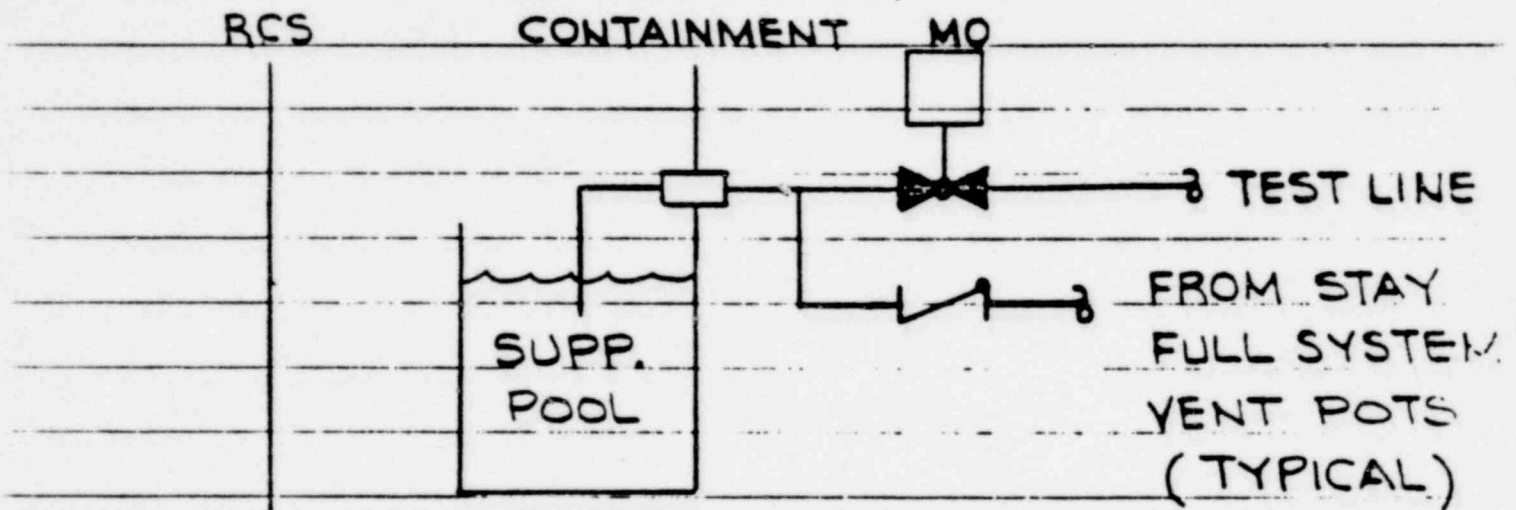 RCS CONTAINMENT MO
TEST LINE
FROM STAY
FULL SYSTEM
VENT POTS
(TYPICAL)
SUPP.
POOL